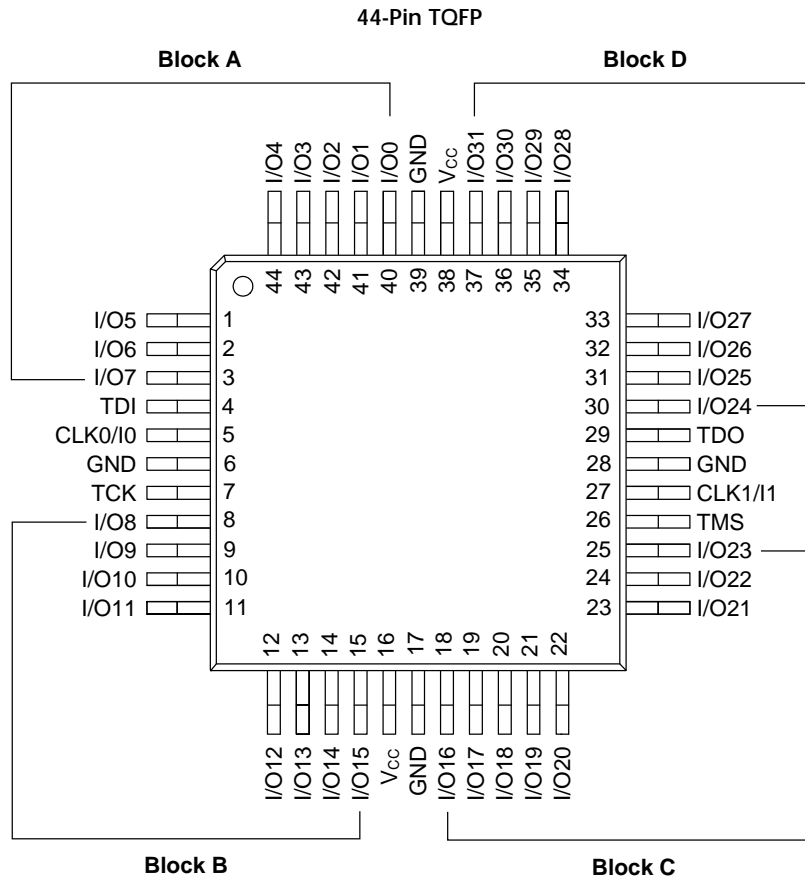 44-Pin TQFP
Block A
Block D
I/O4
I/O3
I/O2
I/O1
I/O0
GND
VCC
I/O31
I/O30
I/O29
I/O28
44
43
42
41
40
39
38
37
36
35
34
I/O5 1
I/O6 2
I/O7 3
TDI 4
CLK0/I0 5
GND 6
TCK 7
I/O8 8
I/O9 9
I/O10 10
I/O11 11
33 I/O27
32 I/O26
31 I/O25
30 I/O24
29 TDO
28 GND
27 CLK1/I1
26 TMS
25 I/O23
24 I/O22
23 I/O21
12
13
14
15
16
17
18
19
20
21
22
I/O12
I/O13
I/O14
I/O15
VCC
GND
I/O16
I/O17
I/O18
I/O19
I/O20
Block B
Block C